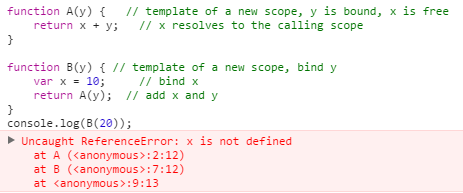 function A(y) {   // template of a new scope, y is bound, x is free
    return x + y;   // x resolves to the calling scope
}
function B(y) { // template of a new scope, bind y
    var x = 10;     // bind x
    return A(y);  // add x and y
}
console.log(B(20));
Uncaught ReferenceError: x is not defined
    at A (<anonymous>:2:12)
    at B (<anonymous>:7:12)
    at <anonymous>:9:13